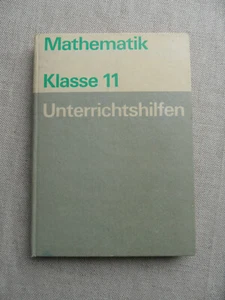 Mathematik
Klasse 11
Unterrichtshilfen